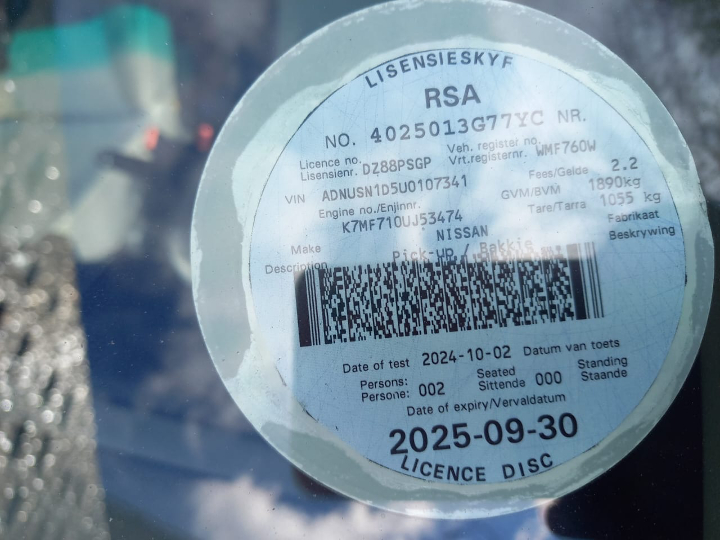 LISENSIESKYF
RSA
NO. 4025013G77YC NR.
Licence no. Veh. register no.
Lisensienr. DZ88PSGP Vrt.registernr. WMF760W
VIN ADNUSN1D5U0107341 Fees/Gelde 2.2
Engine no./Enjinnr. GVM/BVM 1890kg
K7MF710UJ53474 Tare/Tarra 1055 kg
Make NISSAN Fabrikaat
Description Pick-up / Bakkie Beskrywing
Date of test 2024-10-02 Datum van toets
Persons: Seated Standing
Persone: 002 Sittende 000 Staande
Date of expiry/Vervaldatum
2025-09-30
LICENCE DISC